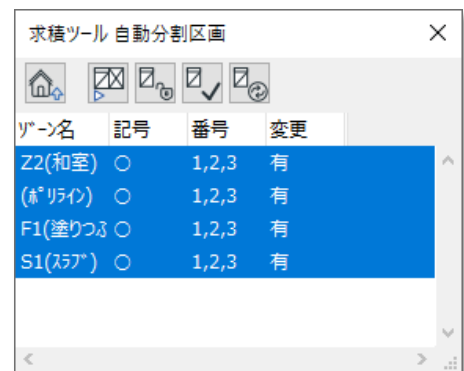 求積ツール 自動分割区画
ｿﾞｰﾝ名 記号 番号 変更
Z2(和室) ○ 1,2,3 有
(ﾎﾟﾘﾗｲﾝ) ○ 1,2,3 有
F1(塗りつぶ ○ 1,2,3 有
S1(ｽﾗﾌﾞ) ○ 1,2,3 有